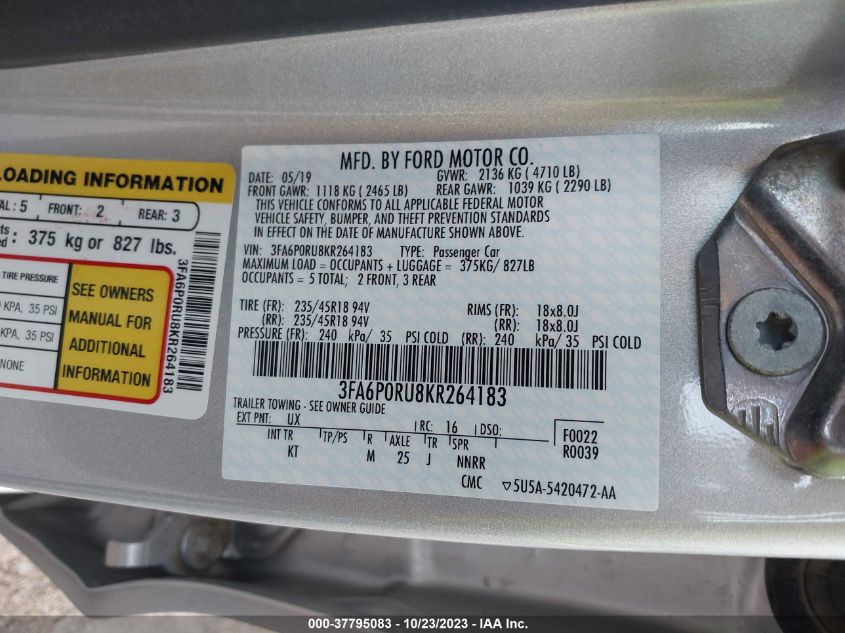 LOADING INFORMATION
AL: 5 FRONT: 2 REAR: 3
375 kg or 827 lbs.
TIRE PRESSURE
KPA, 35 PSI
KPA, 35 PSI
NONE
SEE OWNERS
MANUAL FOR
ADDITIONAL
INFORMATION
3FA6P0RU8KR264183
MFD. BY FORD MOTOR CO.
DATE: 05/19 GVWR: 2136 KG ( 4710 LB)
FRONT GAWR: 1118 KG ( 2465 LB) REAR GAWR: 1039 KG ( 2290 LB)
THIS VEHICLE CONFORMS TO ALL APPLICABLE FEDERAL MOTOR
VEHICLE SAFETY, BUMPER, AND THEFT PREVENTION STANDARDS
IN EFFECT ON THE DATE OF MANUFACTURE SHOWN ABOVE.
VIN: 3FA6P0RU8KR264183 TYPE: Passenger Car
MAXIMUM LOAD = OCCUPANTS + LUGGAGE = 375KG/ 827LB
OCCUPANTS = 5 TOTAL; 2 FRONT, 3 REAR
TIRE (FR): 235/45R18 94V RIMS (FR): 18x8.0J
(RR): 235/45R18 94V (RR): 18x8.0J
PRESSURE (FR): 240 kPa/ 35 PSI COLD (RR): 240 kPa/ 35 PSI COLD
3FA6P0RU8KR264183
TRAILER TOWING - SEE OWNER GUIDE
EXT PNT: UX RC: 16 DSO: F0022
R0039
INT TR TP/PS R AXLE TR SPR
KT M 25 J NNRR
CMC ▽5U5A-5420472-AA
000-37795083 / 10/23/2023 - IAA Inc.